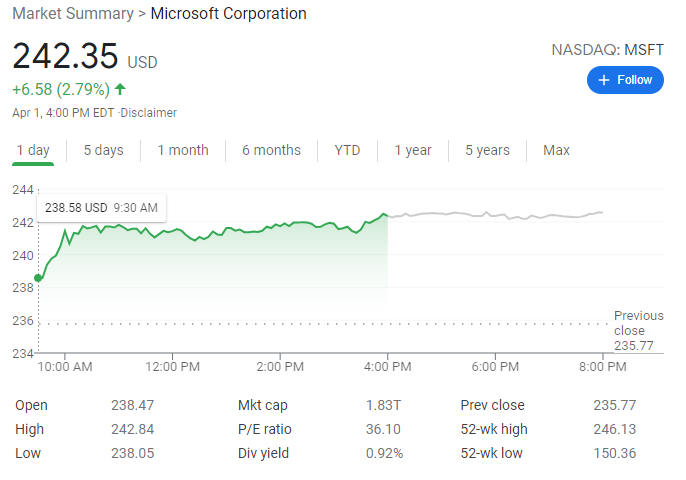 Market Summary > Microsoft Corporation
242.35 USD
NASDAQ: MSFT
+6.58 (2.79%)
+ Follow
Apr 1, 4:00 PM EDT ·Disclaimer
1 day 5 days 1 month 6 months YTD 1 year 5 years Max
244
238.58 USD 9:30 AM
242
240
238
236
Previous
close
235.77
234
10:00 AM 12:00 PM 2:00 PM 4:00 PM 6:00 PM 8:00 PM
Open 238.47 Mkt cap 1.83T Prev close 235.77
High 242.84 P/E ratio 36.10 52-wk high 246.13
Low 238.05 Div yield 0.92% 52-wk low 150.36